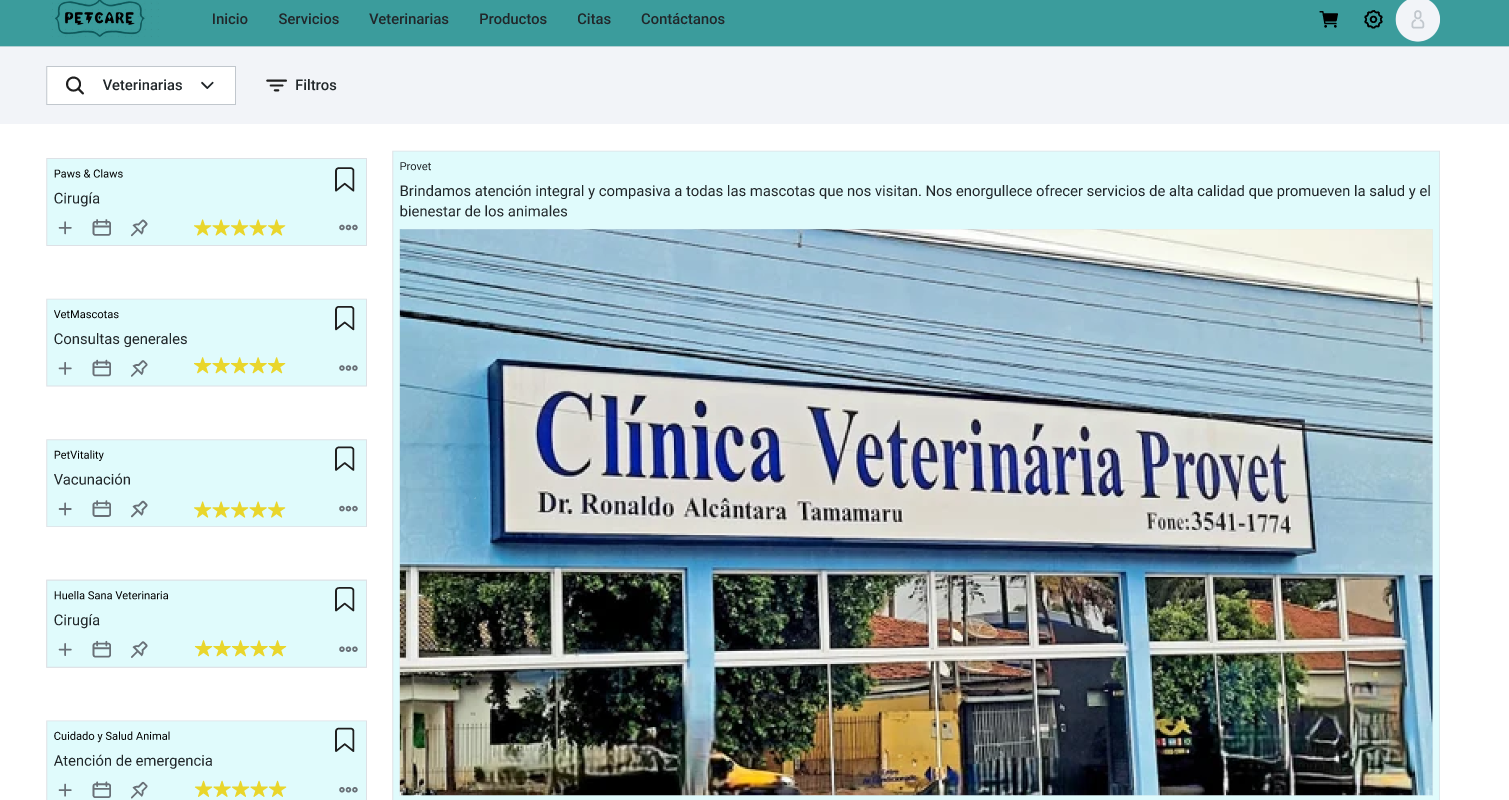 PETCARE
Inicio
Servicios
Veterinarias
Productos
Citas
Contáctanos
Veterinarias
Filtros
Paws & Claws
Cirugía
VetMascotas
Consultas generales
PetVitality
Vacunación
Huella Sana Veterinaria
Cirugía
Cuidado y Salud Animal
Atención de emergencia
Provet
Brindamos atención integral y compasiva a todas las mascotas que nos visitan. Nos enorgullece ofrecer servicios de alta calidad que promueven la salud y el
bienestar de los animales
Clínica Veterinária Provet
Dr. Ronaldo Alcântara Tamamaru
Fone:3541-1774